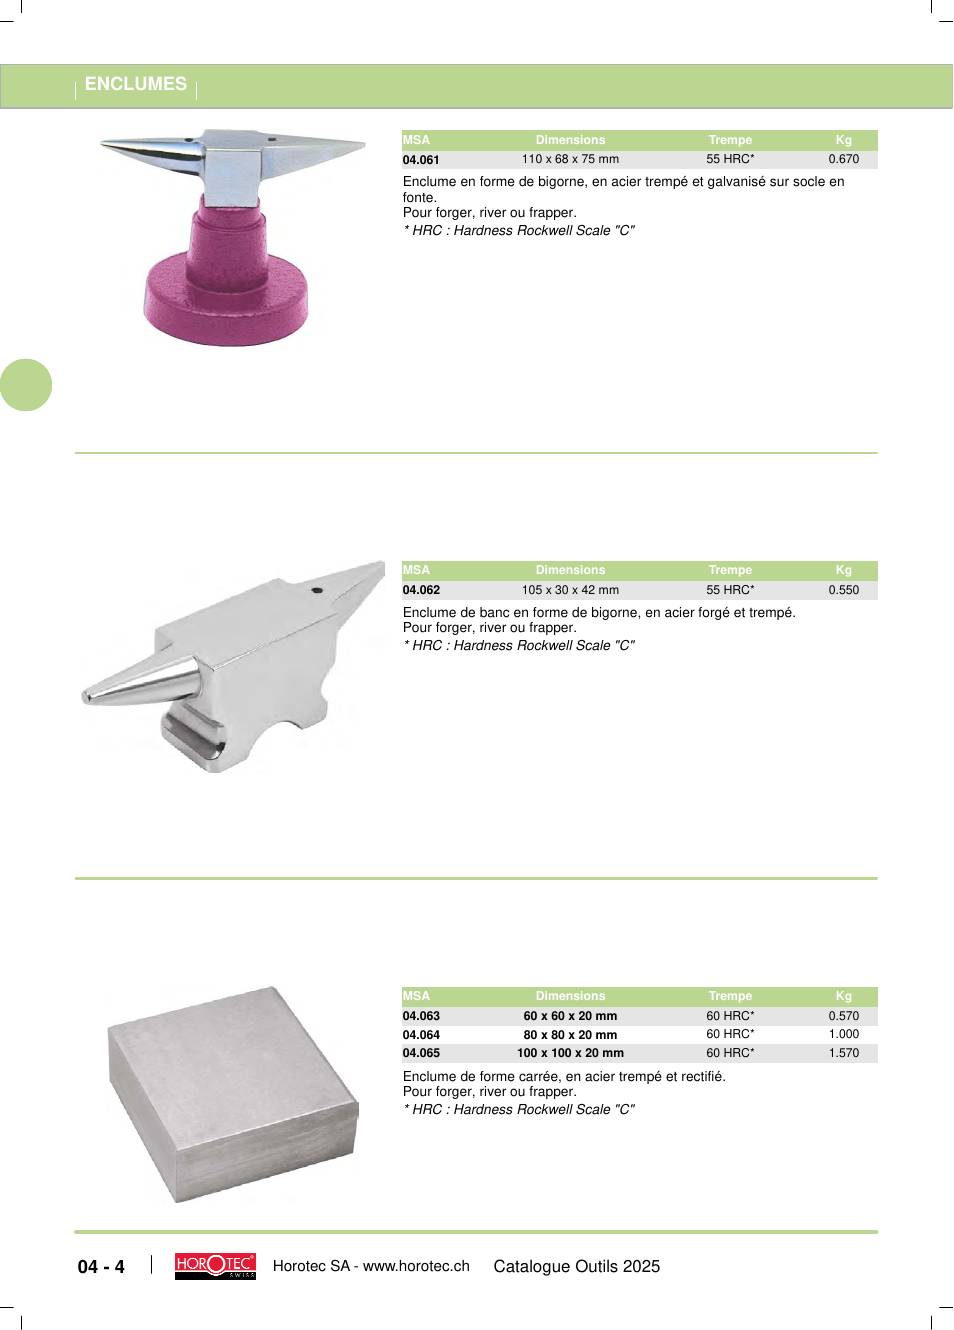 ENCLUMES
MSA Dimensions Trempe Kg
04.061 110 x 68 x 75 mm 55 HRC* 0.670
Enclume en forme de bigorne, en acier trempé et galvanisé sur socle en
fonte.
Pour forger, river ou frapper.
* HRC : Hardness Rockwell Scale "C"
MSA Dimensions Trempe Kg
04.062 105 x 30 x 42 mm 55 HRC* 0.550
Enclume de banc en forme de bigorne, en acier forgé et trempé.
Pour forger, river ou frapper.
* HRC : Hardness Rockwell Scale "C"
MSA Dimensions Trempe Kg
04.063 60 x 60 x 20 mm 60 HRC* 0.570
04.064 80 x 80 x 20 mm 60 HRC* 1.000
04.065 100 x 100 x 20 mm 60 HRC* 1.570
Enclume de forme carrée, en acier trempé et rectifié.
Pour forger, river ou frapper.
* HRC : Hardness Rockwell Scale "C"
04 - 4 HOROTEC® SWISS Horotec SA - www.horotec.ch Catalogue Outils 2025